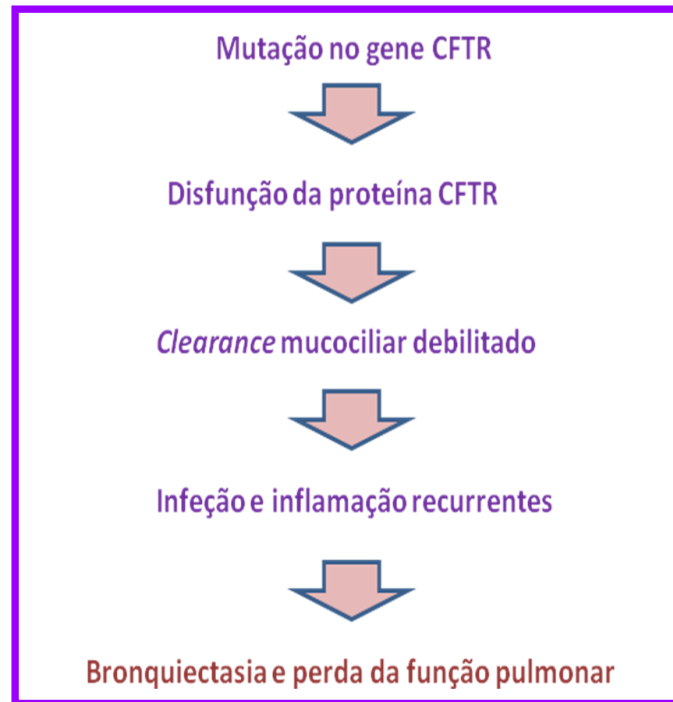 Mutação no gene CFTR
Disfunção da proteína CFTR
Clearance mucociliar debilitado
Infeção e inflamação recurrentes
Bronquiectasia e perda da função pulmonar